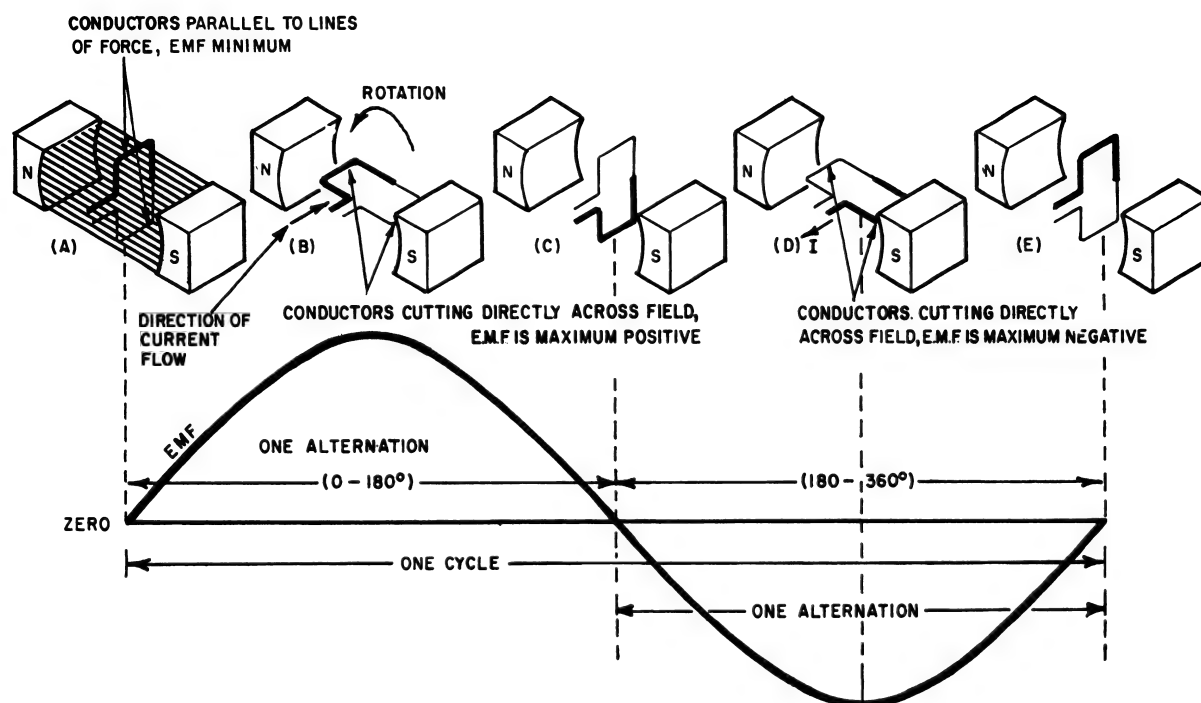 CONDUCTORS PARALLEL TO LINES
OF FORCE, EMF MINIMUM
ROTATION
N
S
(A)
N
S
(B)
N
S
(C)
N
S
(D) I
N
S
(E)
DIRECTION OF
CURRENT
FLOW
CONDUCTORS CUTTING DIRECTLY ACROSS FIELD,
E.M.F. IS MAXIMUM POSITIVE
CONDUCTORS. CUTTING DIRECTLY
ACROSS FIELD, E.M.F. IS MAXIMUM NEGATIVE
EMF
ONE ALTERNATION
(0-180°)
(180-360°)
ZERO
ONE CYCLE
ONE ALTERNATION